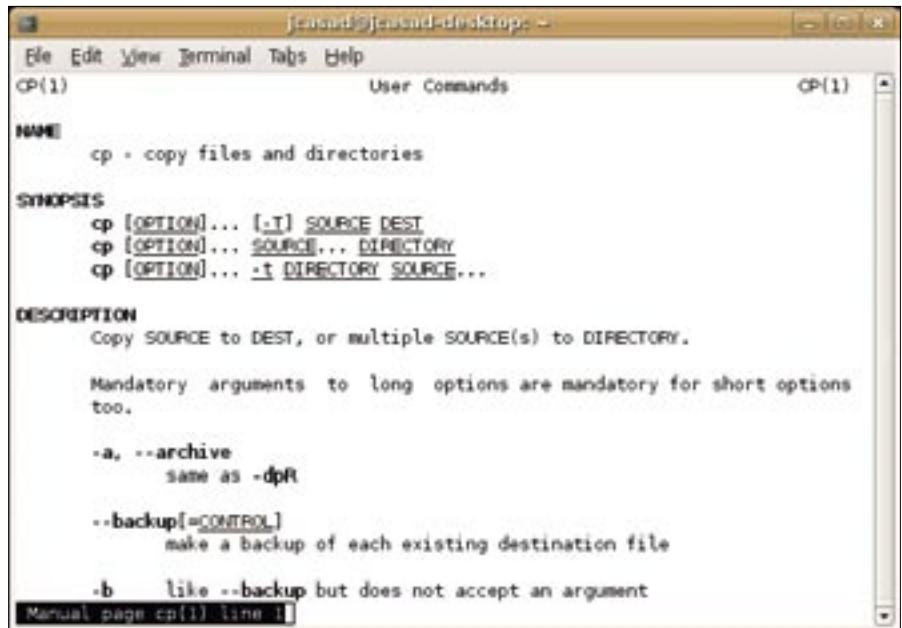 jcasad@jcasad-desktop: ~
File Edit View Terminal Tabs Help
CP(1) User Commands CP(1)
NAME
cp - copy files and directories
SYNOPSIS
cp [OPTION]... [-T] SOURCE DEST
cp [OPTION]... SOURCE... DIRECTORY
cp [OPTION]... -t DIRECTORY SOURCE...
DESCRIPTION
Copy SOURCE to DEST, or multiple SOURCE(s) to DIRECTORY.
Mandatory arguments to long options are mandatory for short options
too.
-a, --archive
same as -dpR
--backup[=CONTROL]
make a backup of each existing destination file
-b like --backup but does not accept an argument
Manual page cp(1) line 1